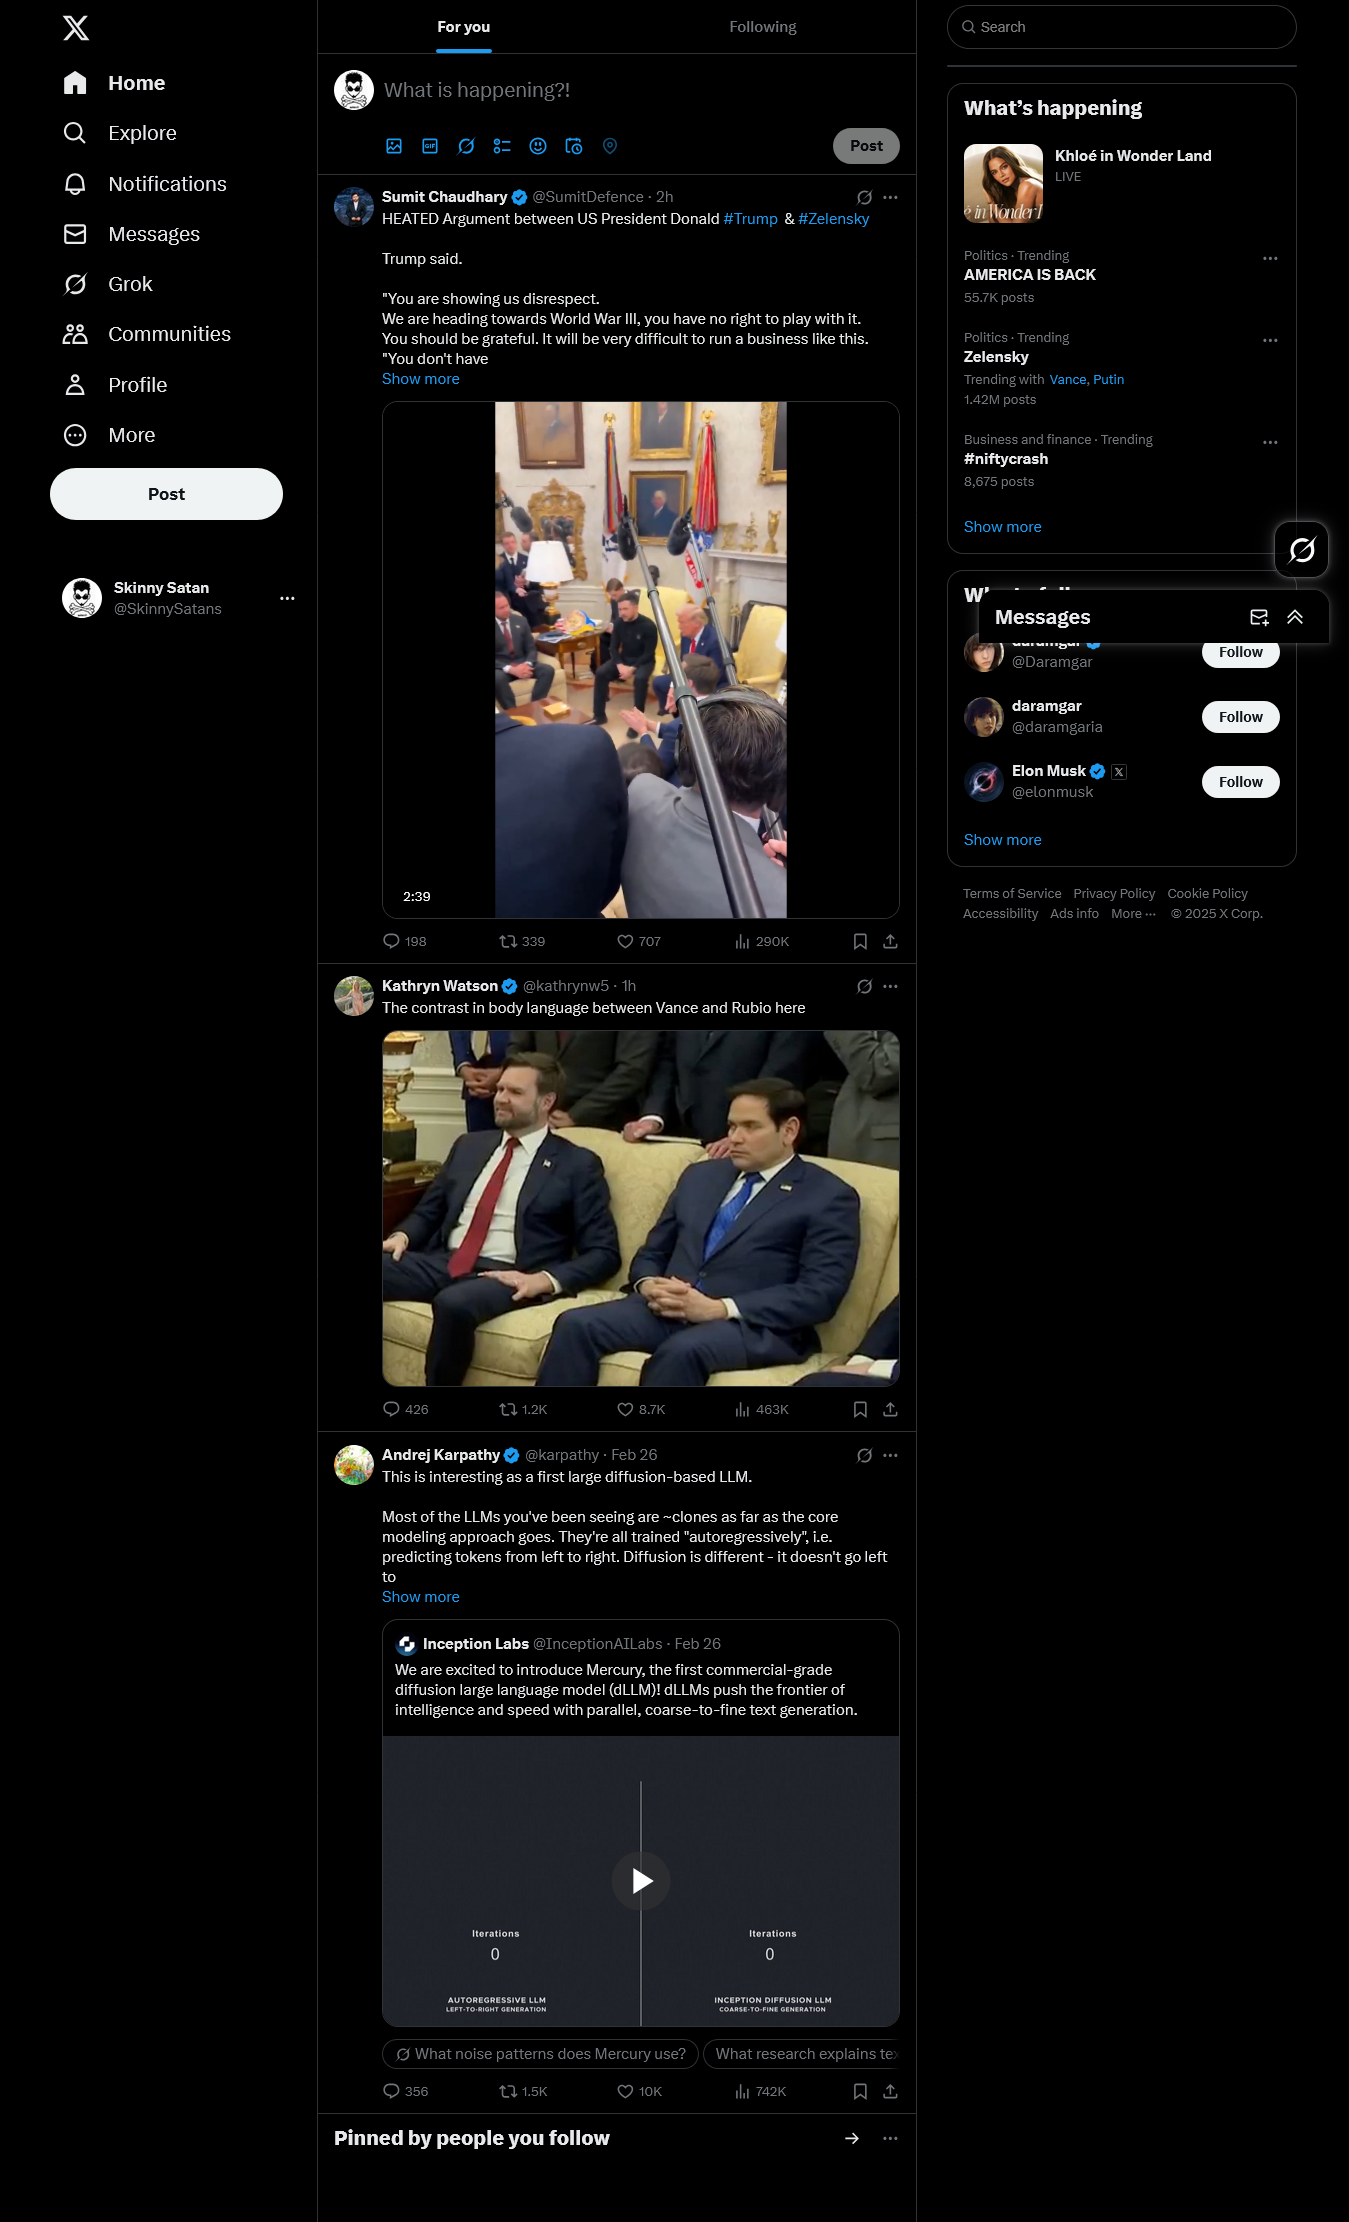 Home
Explore
Notifications
Messages
Grok
Communities
Profile
More
Post
Skinny Satan
@SkinnySatans
For you
Following
What is happening?!
GIF
Post
Sumit Chaudhary @SumitDefence · 2h
HEATED Argument between US President Donald #Trump & #Zelensky
Trump said.
"You are showing us disrespect.
We are heading towards World War III, you have no right to play with it.
You should be grateful. It will be very difficult to run a business like this.
"You don't have
Show more
2:39
198 339 707 290K
Kathryn Watson @kathrynw5 · 1h
The contrast in body language between Vance and Rubio here
426 1.2K 8.7K 463K
Andrej Karpathy @karpathy · Feb 26
This is interesting as a first large diffusion-based LLM.
Most of the LLMs you've been seeing are ~clones as far as the core
modeling approach goes. They're all trained "autoregressively", i.e.
predicting tokens from left to right. Diffusion is different - it doesn't go left
to
Show more
Inception Labs @InceptionAILabs · Feb 26
We are excited to introduce Mercury, the first commercial-grade
diffusion large language model (dLLM)! dLLMs push the frontier of
intelligence and speed with parallel, coarse-to-fine text generation.
Iterations Iterations
0 0
AUTOREGRESSIVE LLM INCEPTION DIFFUSION LLM
LEFT-TO-RIGHT GENERATION COARSE-TO-FINE GENERATION
What noise patterns does Mercury use? What research explains
356 1.5K 10K 742K
Pinned by people you follow
Search
What's happening
Khloé in Wonder Land
LIVE
é in Wonder
Politics · Trending
AMERICA IS BACK
55.7K posts
Politics · Trending
Zelensky
Trending with Vance, Putin
1.42M posts
Business and finance · Trending
#niftycrash
8,675 posts
Show more
Messages
daramgar
@Daramgar
Follow
daramgar
@daramgaria
Follow
Elon Musk
@elonmusk
Follow
Show more
Terms of Service Privacy Policy Cookie Policy
Accessibility Ads info More ··· © 2025 X Corp.